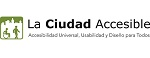 La Ciudad Accesible
Accesibilidad Universal, Usabilidad y Diseño para Todos